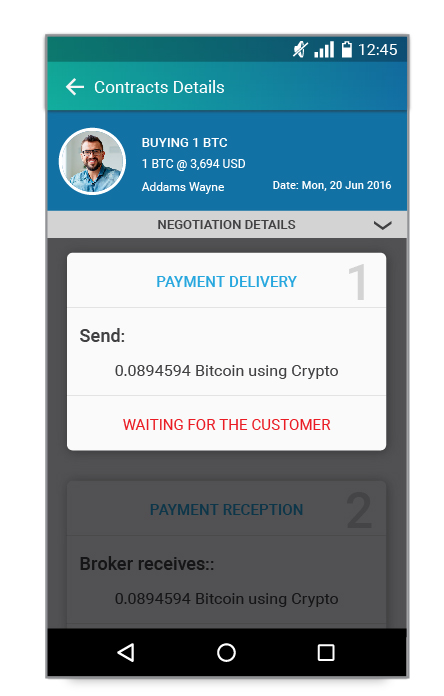 12:45
Contracts Details
BUYING 1 BTC
1 BTC @ 3,694 USD
Addams Wayne
Date: Mon, 20 Jun 2016
NEGOTIATION DETAILS
PAYMENT DELIVERY
1
Send:
0.0894594 Bitcoin using Crypto
WAITING FOR THE CUSTOMER
PAYMENT RECEPTION
2
Broker receives::
0.0894594 Bitcoin using Crypto